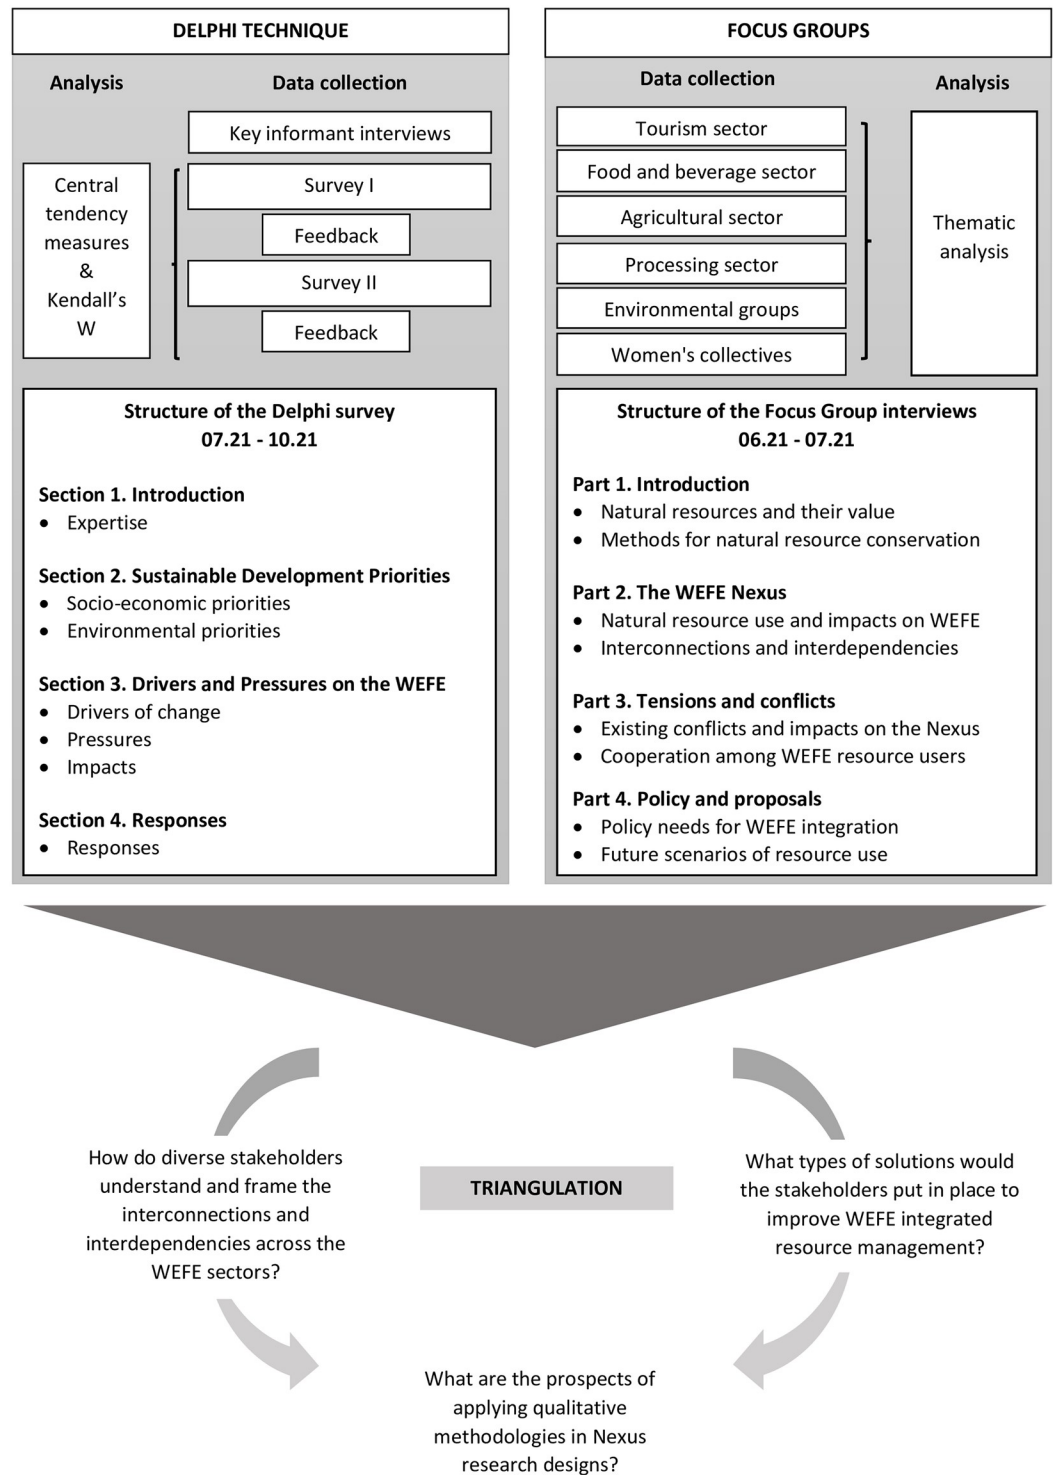 DELPHI TECHNIQUE
Analysis
Data collection
Key informant interviews
Central
tendency
measures
&
Kendall's
W
Survey I
Feedback
Survey II
Feedback
Structure of the Delphi survey
07.21 - 10.21
Section 1. Introduction
• Expertise
Section 2. Sustainable Development Priorities
• Socio-economic priorities
• Environmental priorities
Section 3. Drivers and Pressures on the WEFE
• Drivers of change
• Pressures
• Impacts
Section 4. Responses
• Responses
FOCUS GROUPS
Data collection
Analysis
Tourism sector
Food and beverage sector
Agricultural sector
Processing sector
Environmental groups
Women's collectives
Thematic
analysis
Structure of the Focus Group interviews
06.21 - 07.21
Part 1. Introduction
• Natural resources and their value
• Methods for natural resource conservation
Part 2. The WEFE Nexus
• Natural resource use and impacts on WEFE
• Interconnections and interdependencies
Part 3. Tensions and conflicts
• Existing conflicts and impacts on the Nexus
• Cooperation among WEFE resource users
Part 4. Policy and proposals
• Policy needs for WEFE integration
• Future scenarios of resource use
How do diverse stakeholders
understand and frame the
interconnections and
interdependencies across the
WEFE sectors?
TRIANGULATION
What types of solutions would
the stakeholders put in place to
improve WEFE integrated
resource management?
What are the prospects of
applying qualitative
methodologies in Nexus
research designs?